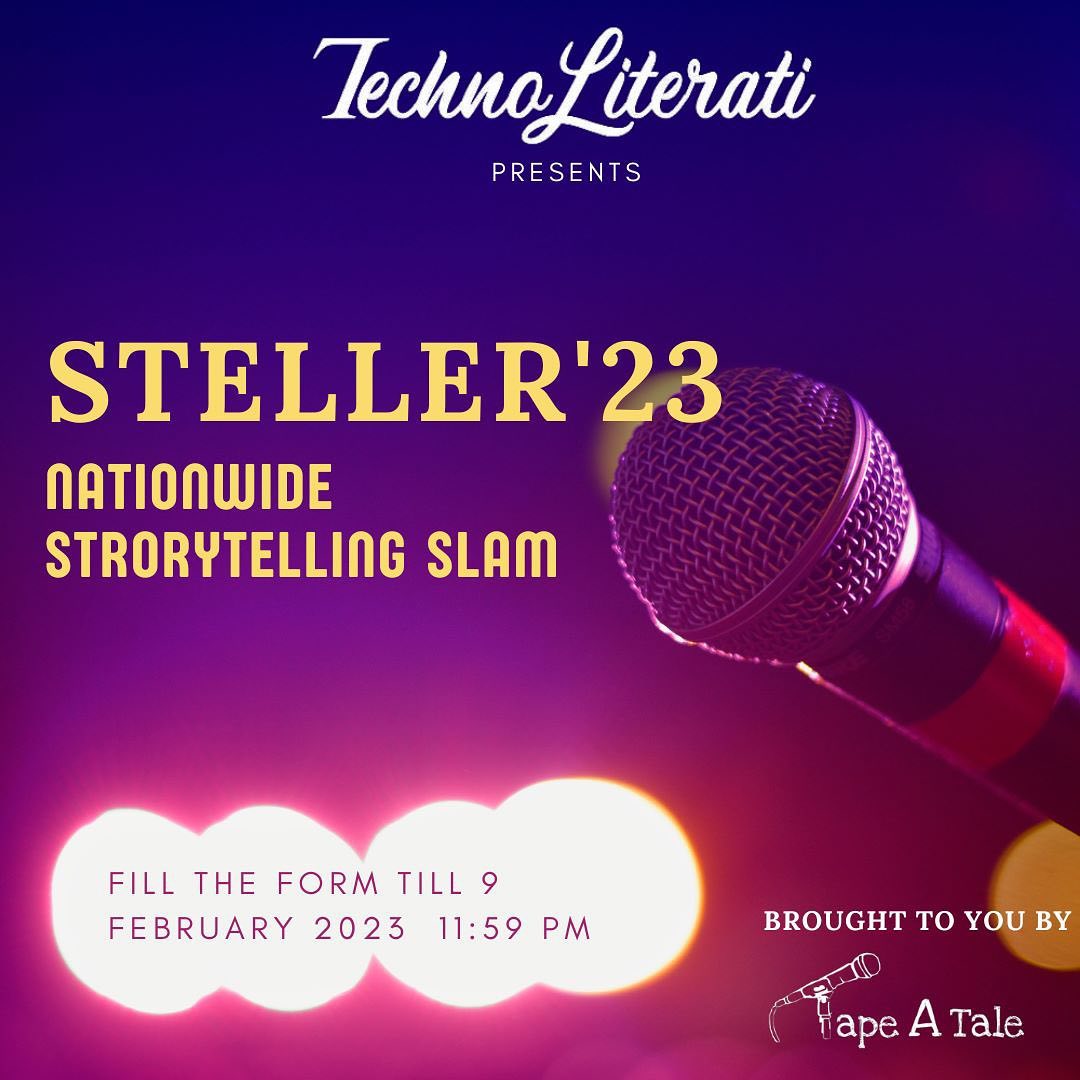 TechnoLiterati
PRESENTS
STELLER'23
NATIONWIDE
STRORYTELLING SLAM
FILL THE FORM TILL 9
FEBRUARY 2023 11:59 PM
BROUGHT TO YOU BY
Tape A Tale